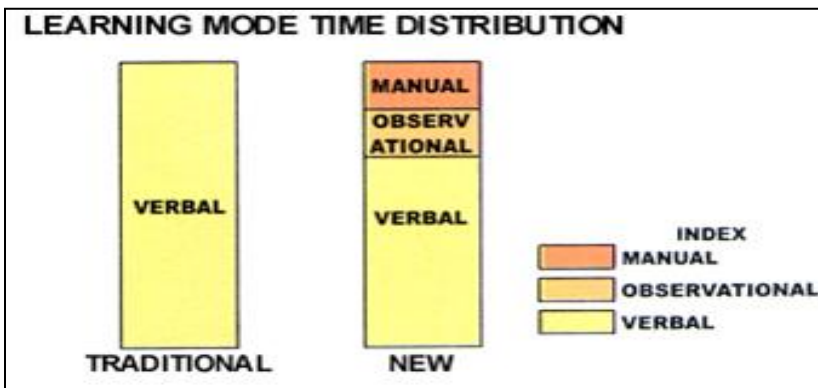 LEARNING MODE TIME DISTRIBUTION
VERBAL
TRADITIONAL
MANUAL
OBSERV
ATIONAL
VERBAL
NEW
INDEX
MANUAL
OBSERVATIONAL
VERBAL